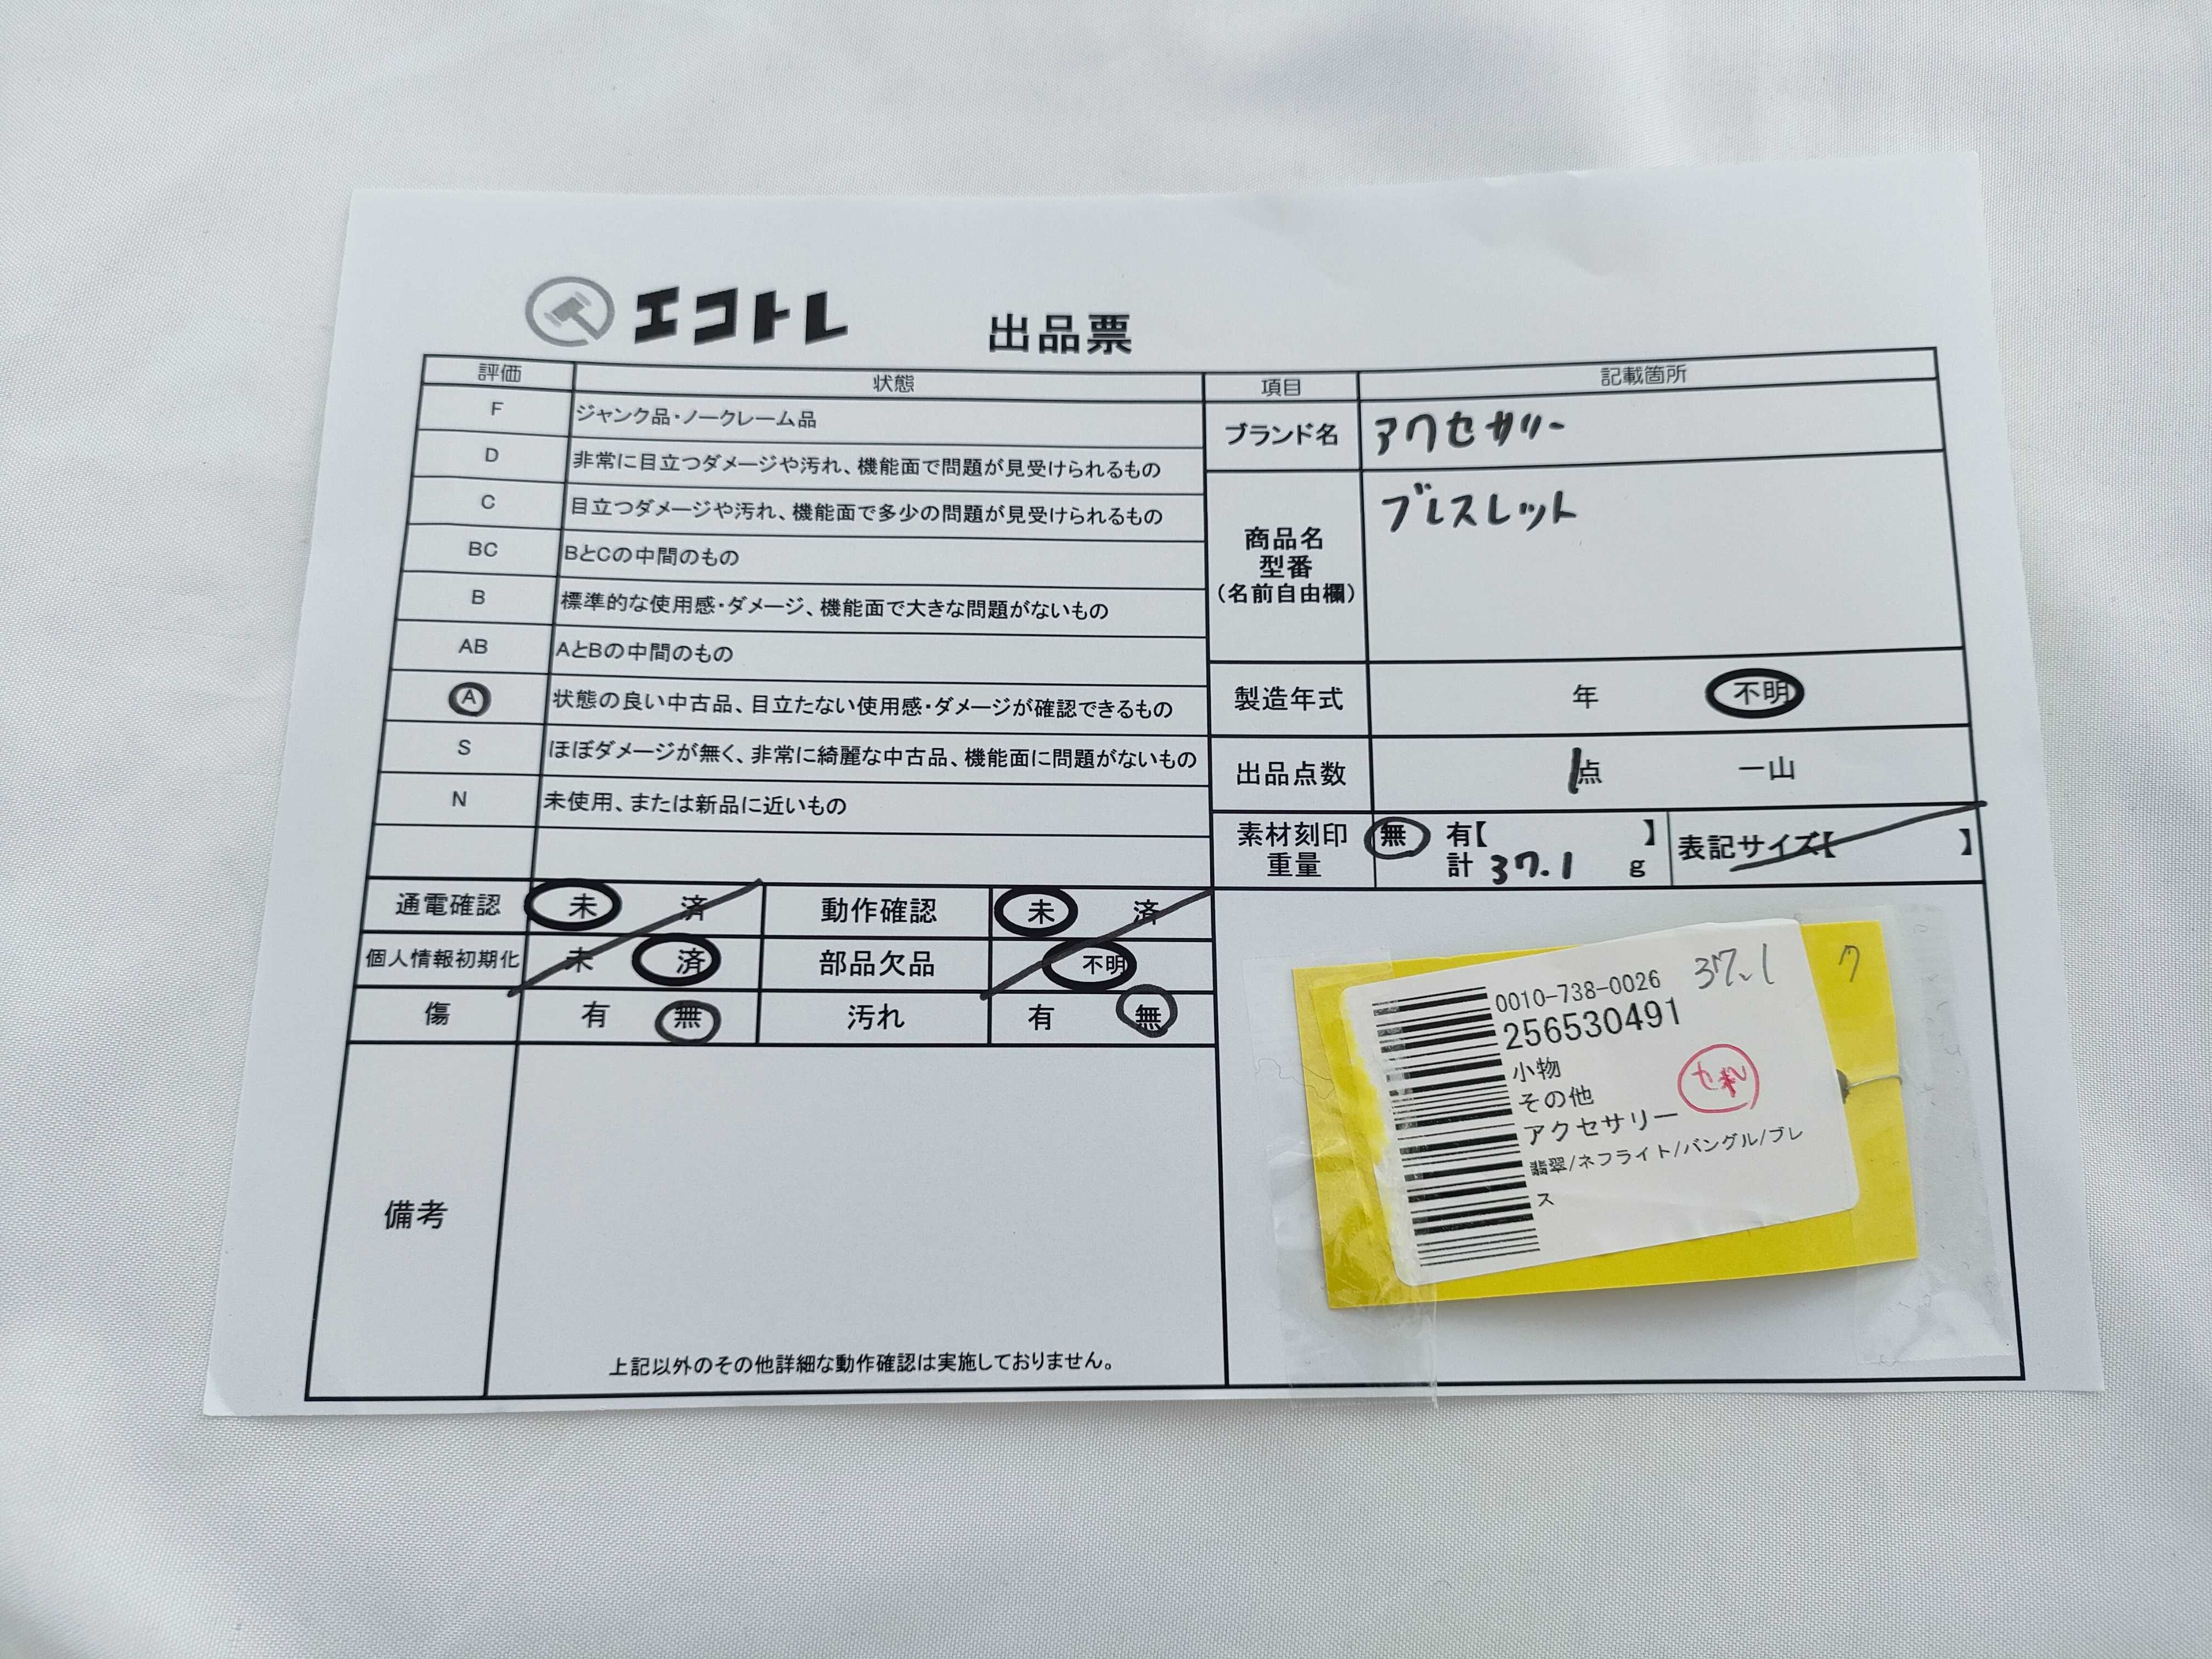 エコトレ 出品票
評価 状態
F ジャンク品・ノークレーム品
D 非常に目立つダメージや汚れ、機能面で問題が見受けられるもの
C 目立つダメージや汚れ、機能面で多少の問題が見受けられるもの
BC BとCの中間のもの
B 標準的な使用感・ダメージ、機能面で大きな問題がないもの
AB AとBの中間のもの
A 状態の良い中古品、目立たない使用感・ダメージが確認できるもの
S ほぼダメージが無く、非常に綺麗な中古品、機能面に問題がないもの
N 未使用、または新品に近いもの
項目 記載箇所
ブランド名 アクセサリー
商品名 ブレスレット
型番
(名前自由欄)
製造年式 年 不明
出品点数 1点 一山
素材刻印 無 有【 】 表記サイズ【 】
重量 計 37.1 g
通電確認 未 済 動作確認 未 済
個人情報初期化 未 済 部品欠品 不明
傷 有 無 汚れ 有 無
備考
上記以外のその他詳細な動作確認は実施しておりません。
0010-738-0026 37.1 ク
256530491
小物
その他
アクセサリー
翡翠/ネフライト/バングル/ブレ
ス